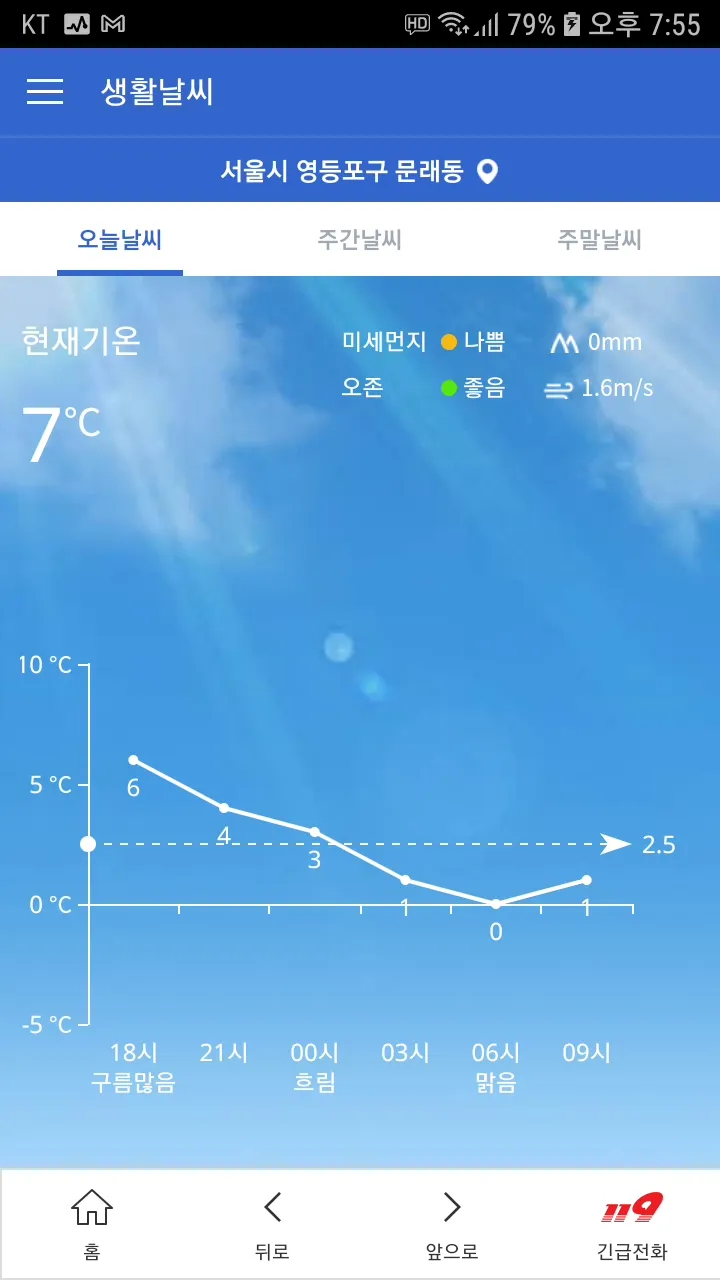 KT HD 79% 오후 7:55
생활날씨
서울시 영등포구 문래동
오늘날씨 주간날씨 주말날씨
현재기온
7°C
미세먼지 나쁨 0mm
오존 좋음 1.6m/s
10 °C
5 °C
0 °C
-5 °C
6
4
3
1
0
1
2.5
18시 21시 00시 03시 06시 09시
구름많음 흐림 맑음
119
홈 뒤로 앞으로 긴급전화